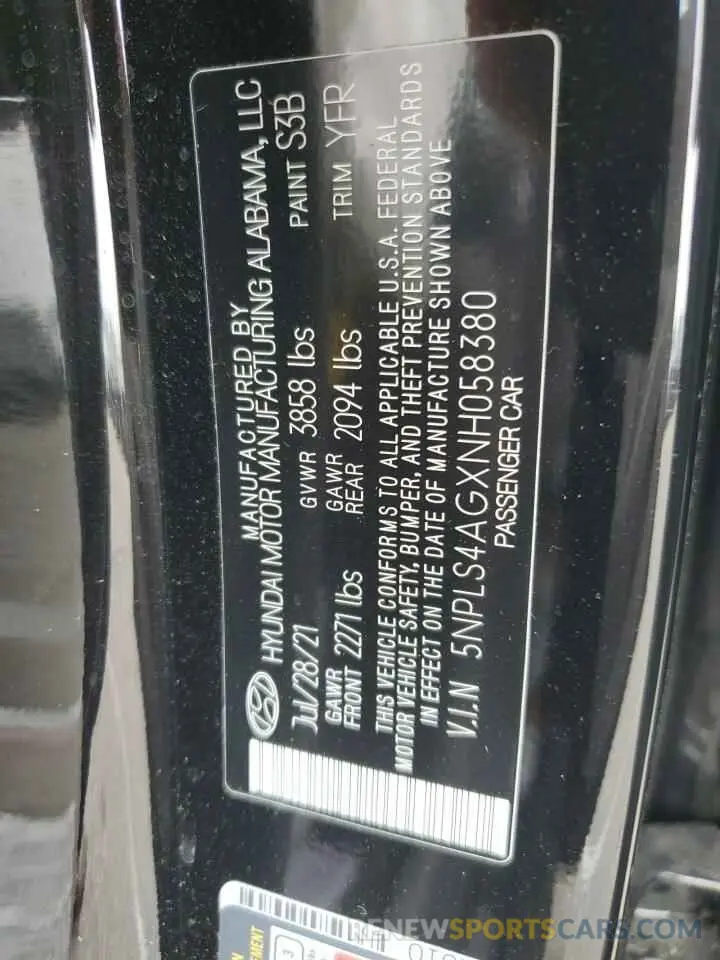 MANUFACTURED BY
HYUNDAI MOTOR MANUFACTURING ALABAMA, LLC
Jul/28/21 GVWR 3858 lbs PAINT S3B
GAWR FRONT 2271 lbs GAWR REAR 2094 lbs TRIM YFR
THIS VEHICLE CONFORMS TO ALL APPLICABLE U.S.A. FEDERAL
MOTOR VEHICLE SAFETY, BUMPER, AND THEFT PREVENTION STANDARDS
IN EFFECT ON THE DATE OF MANUFACTURE SHOWN ABOVE
V.I.N 5NPLS4AGXNH058380
PASSENGER CAR
RENEWSPORTSCARS.COM